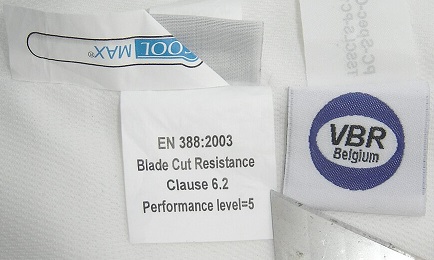 COOL
MAX®
EN 388:2003
Blade Cut Resistance
Clause 6.2
Performance level=5
VBR
Belgium